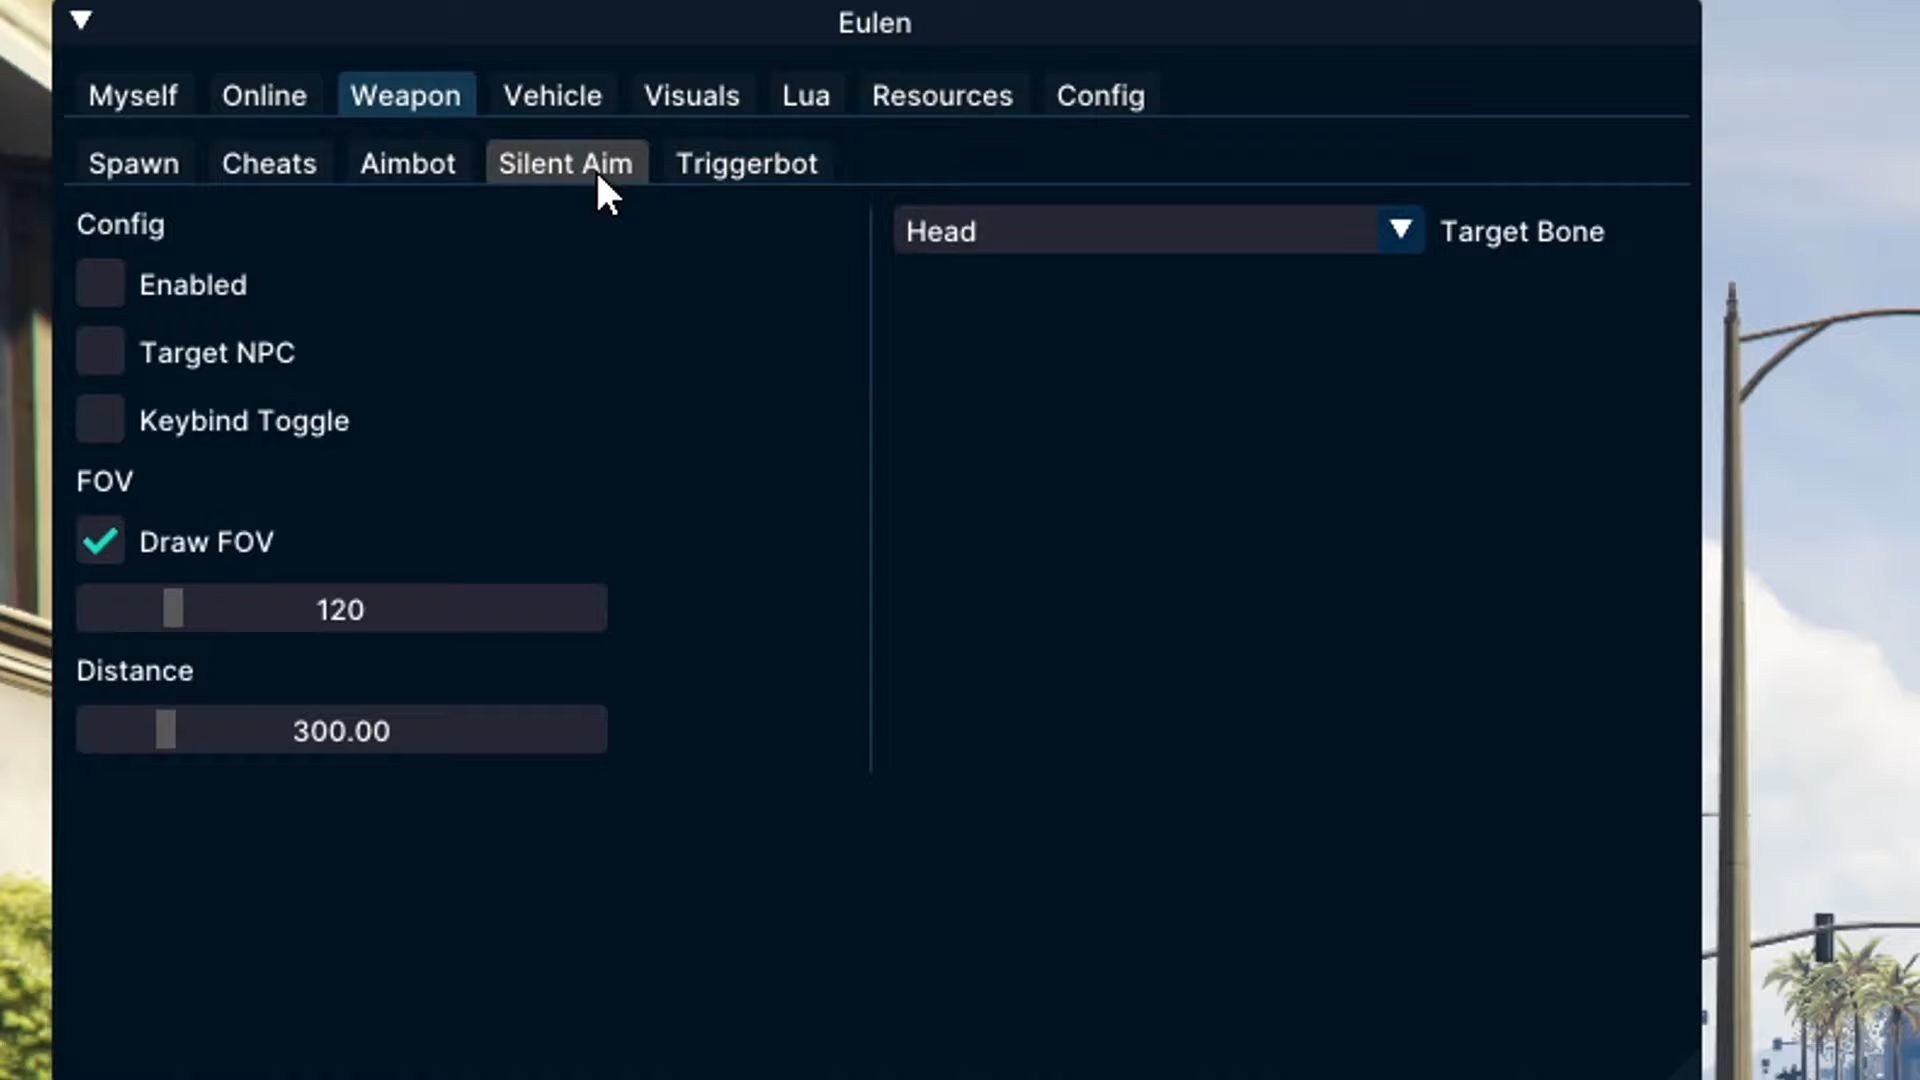 Eulen
Myself Online Weapon Vehicle Visuals Lua Resources Config
Spawn Cheats Aimbot Silent Aim Triggerbot
Config
Enabled
Target NPC
Keybind Toggle
FOV
Draw FOV
120
Distance
300.00
Head Target Bone